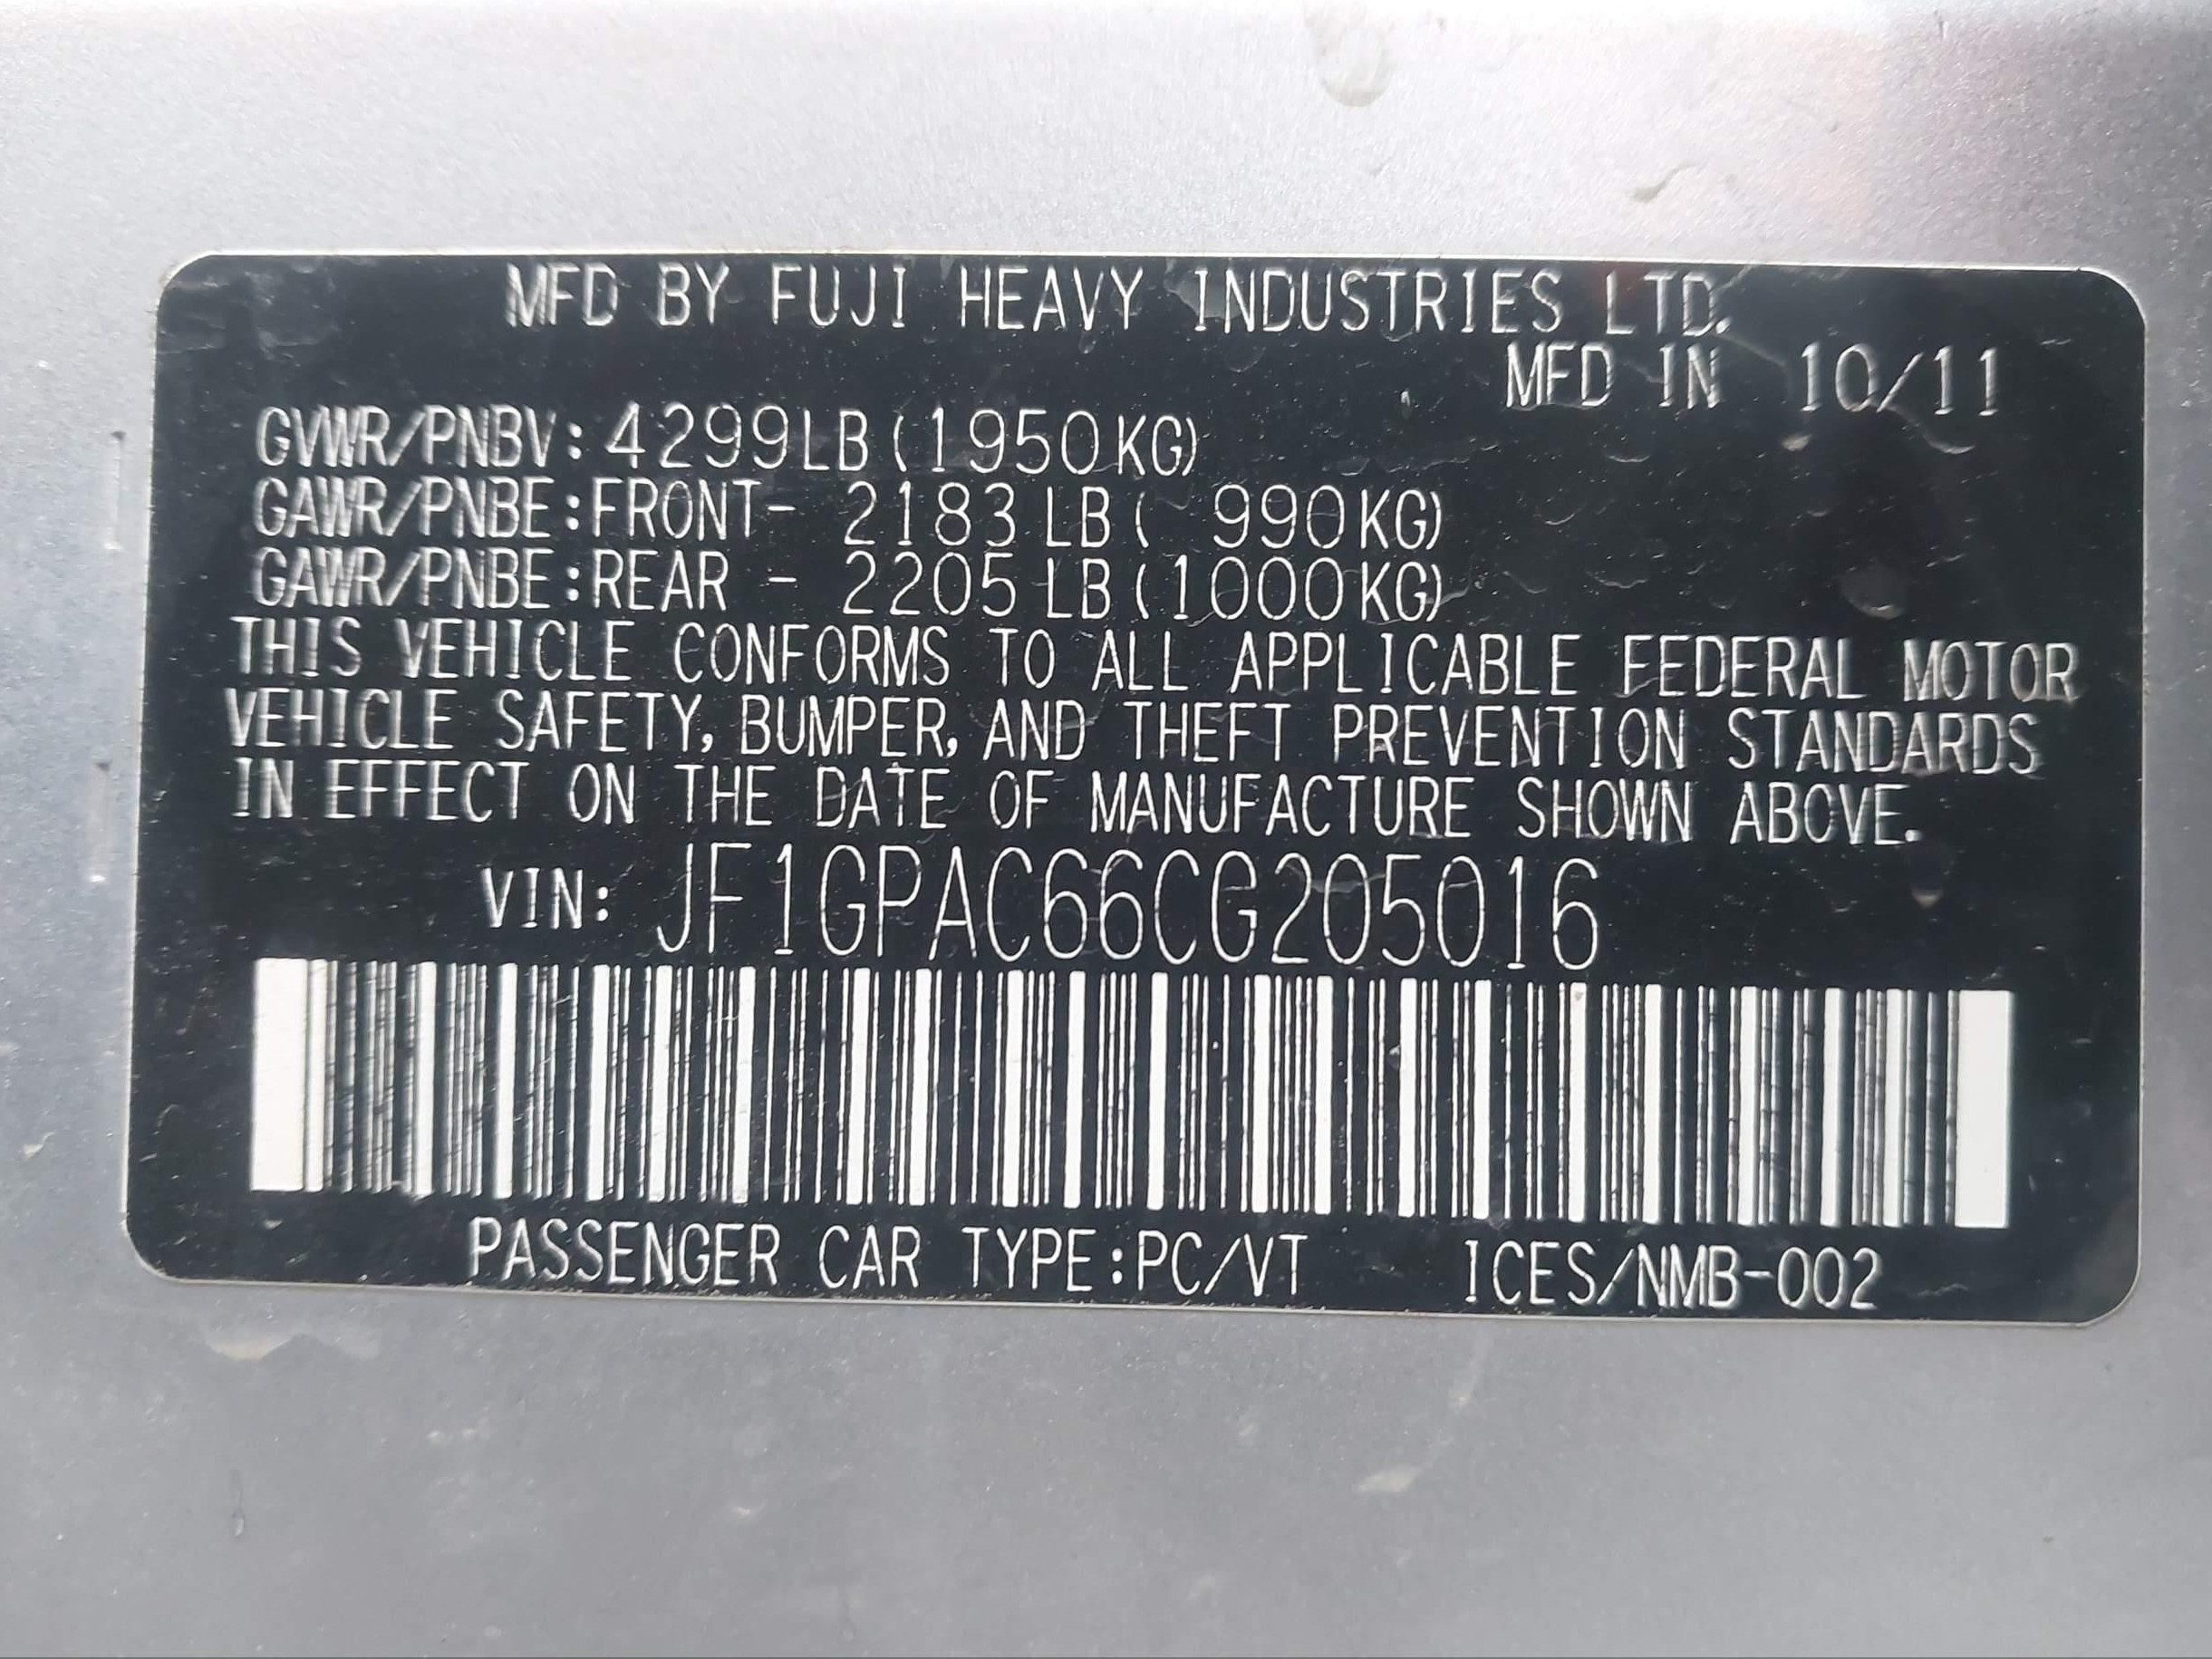 MFD BY FUJI HEAVY INDUSTRIES LTD.
MFD IN 10/11
GVWR/PNBV:4299LB(1950KG)
GAWR/PNBE:FRONT- 2183LB( 990KG)
GAWR/PNBE:REAR - 2205LB(1000KG)
THIS VEHICLE CONFORMS TO ALL APPLICABLE FEDERAL MOTOR
VEHICLE SAFETY, BUMPER, AND THEFT PREVENTION STANDARDS
IN EFFECT ON THE DATE OF MANUFACTURE SHOWN ABOVE.
VIN: JF1GPAC66CG205016
PASSENGER CAR TYPE:PC/VT ICES/NMB-002